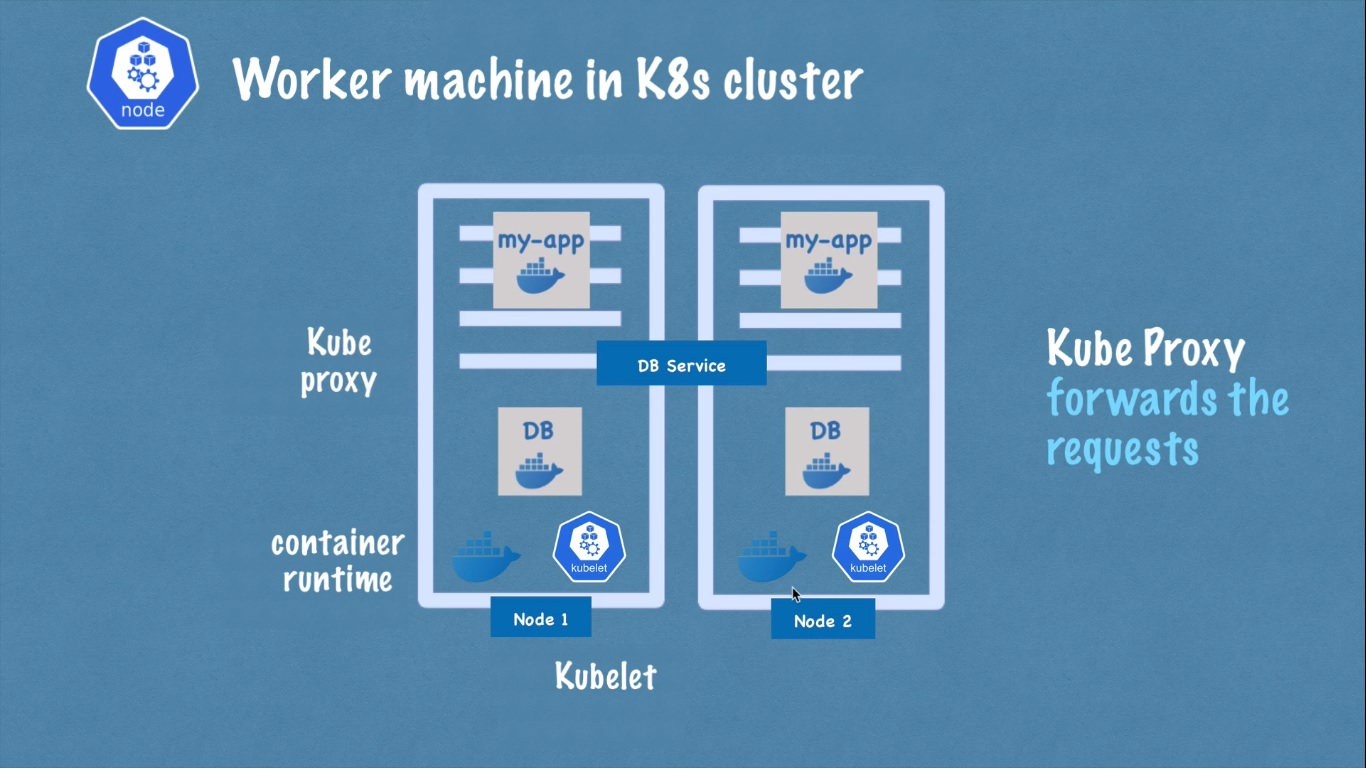 node
Worker machine in K8s cluster
my-app
my-app
Kube
proxy
DB Service
Kube Proxy
forwards the
requests
DB
DB
container
runtime
kubelet
kubelet
Node 1
Node 2
Kubelet